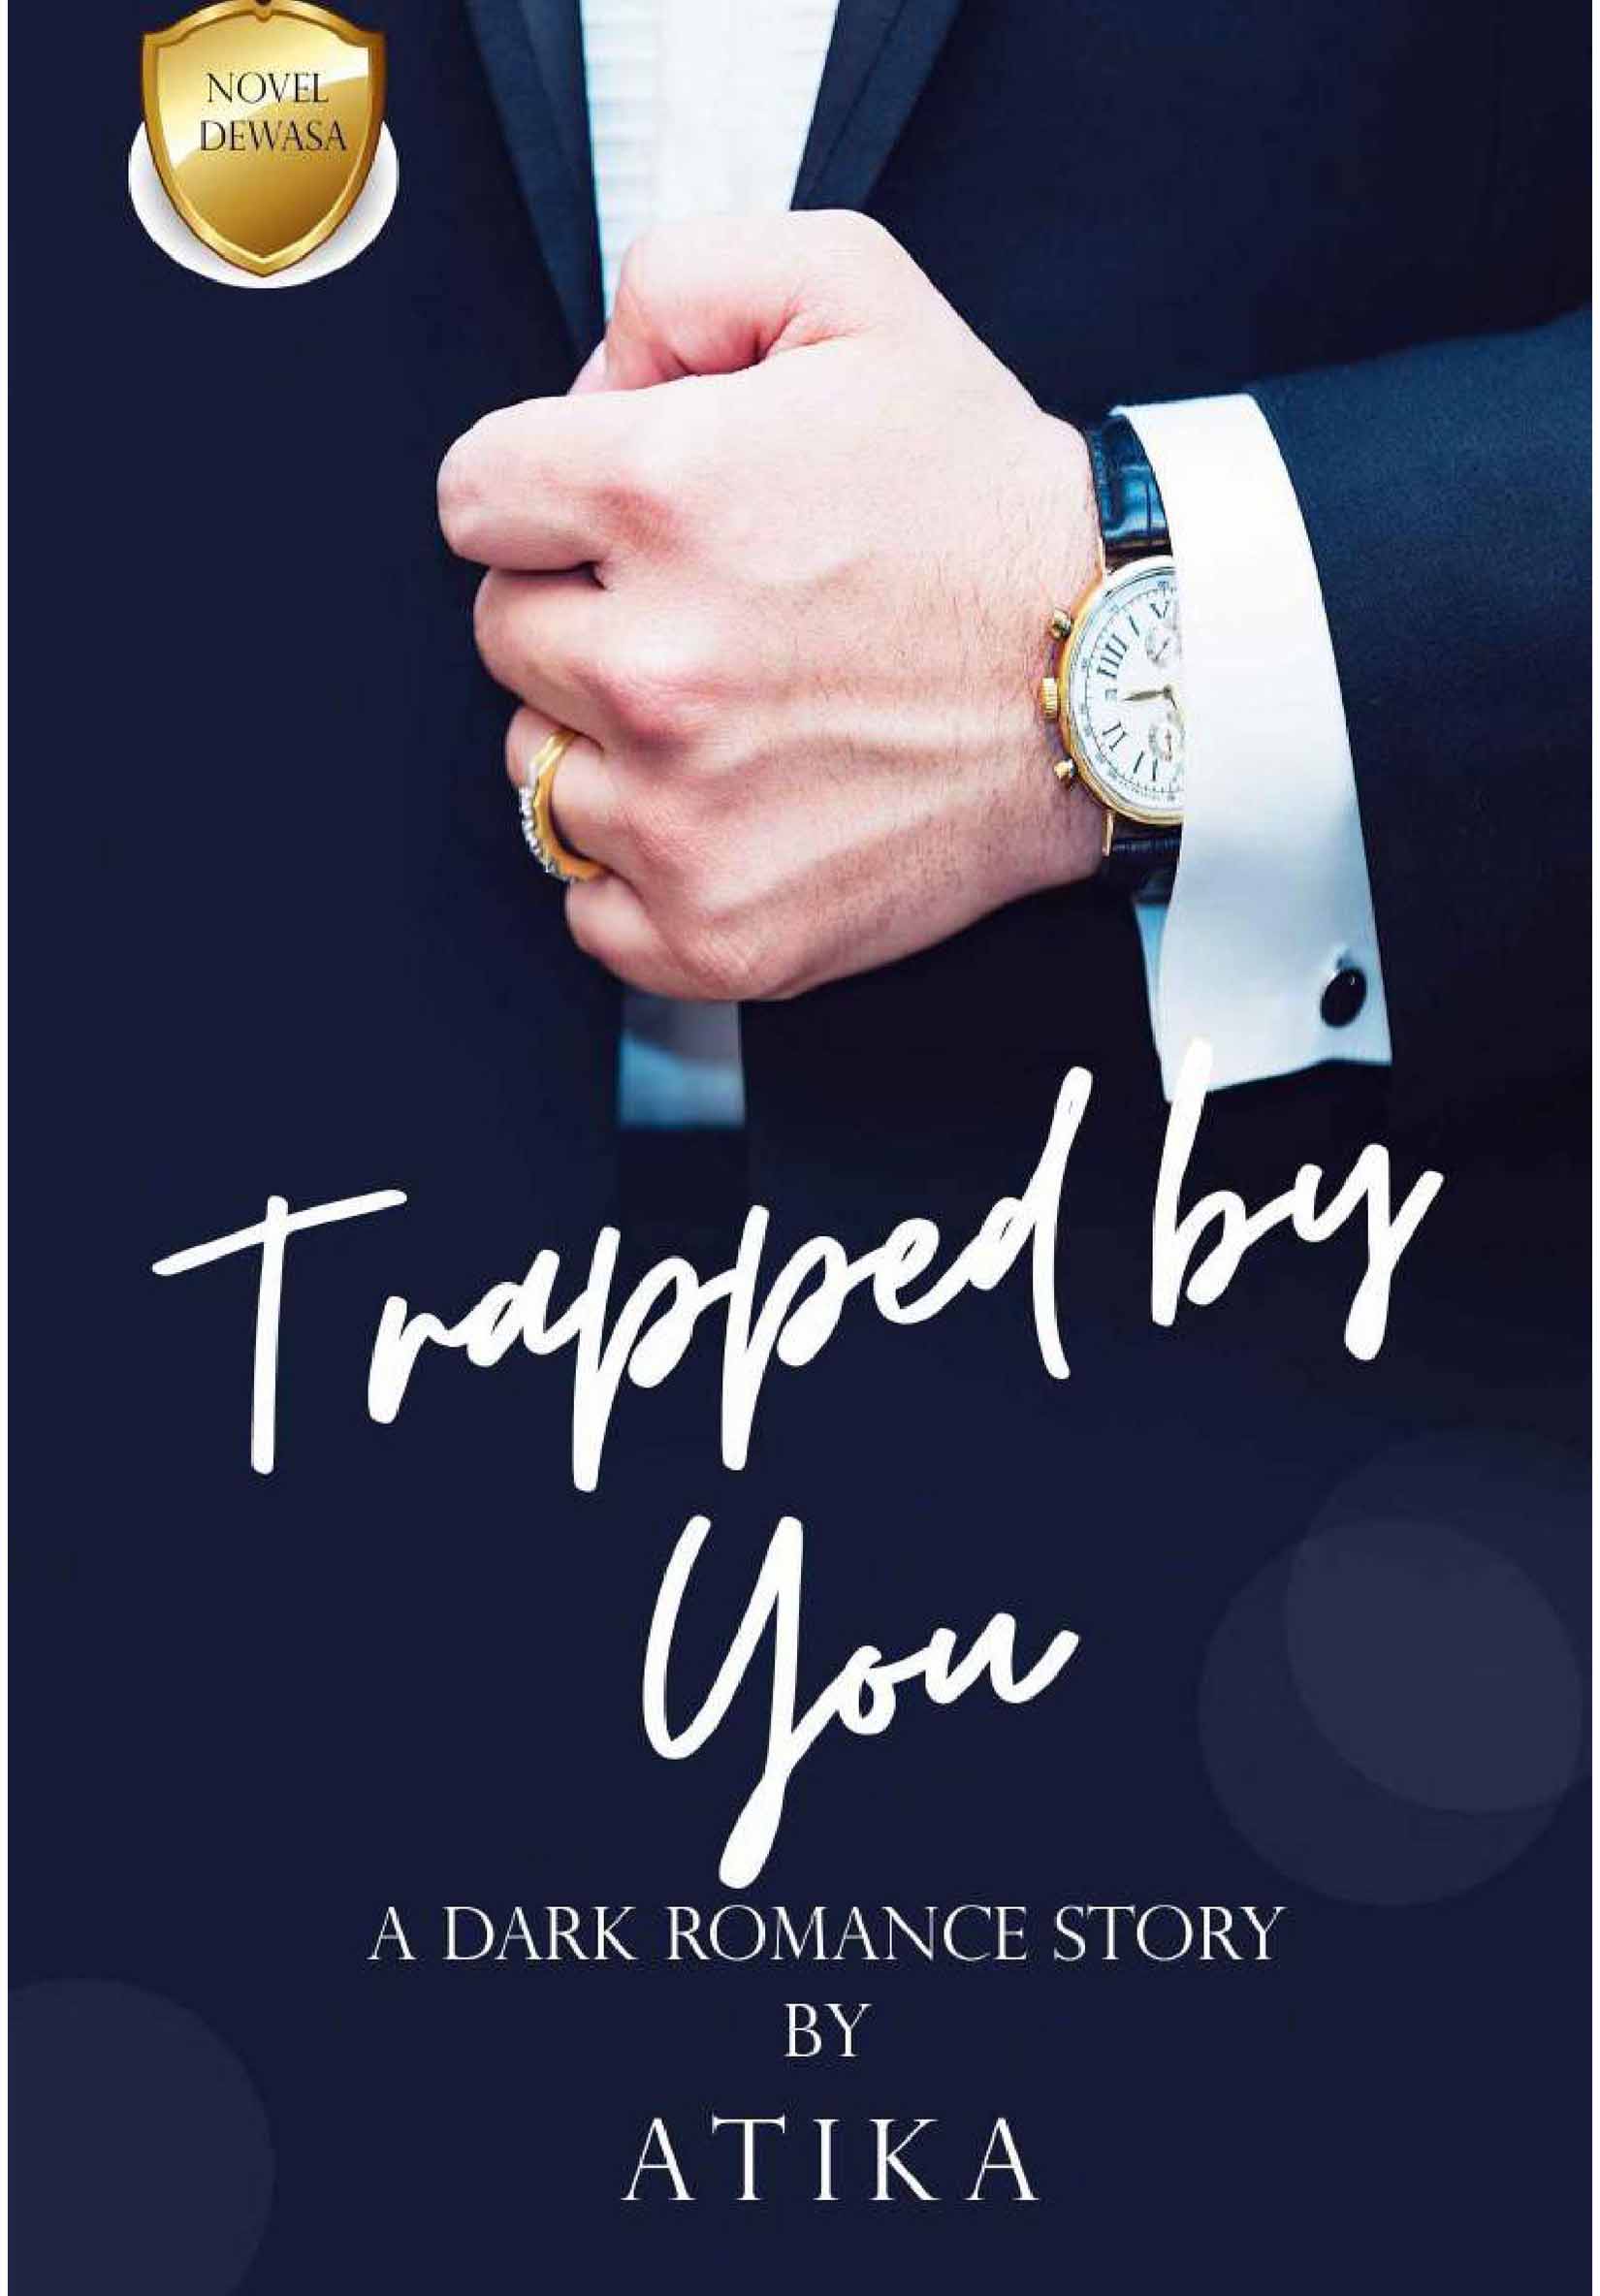 NOVEL
DEWASA
Trapped by
You
A DARK ROMANCE STORY
BY
ATIKA